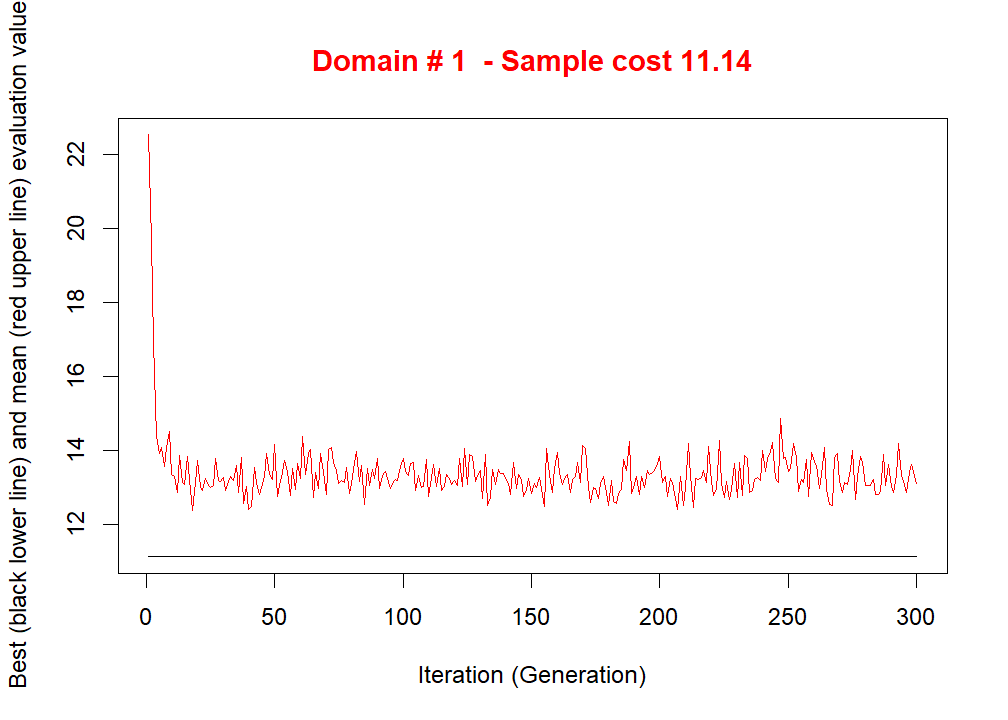 Domain # 1  - Sample cost 11.14
Best (black lower line) and mean (red upper line) evaluation value
22
20
18
16
14
12
0 50 100 150 200 250 300
Iteration (Generation)